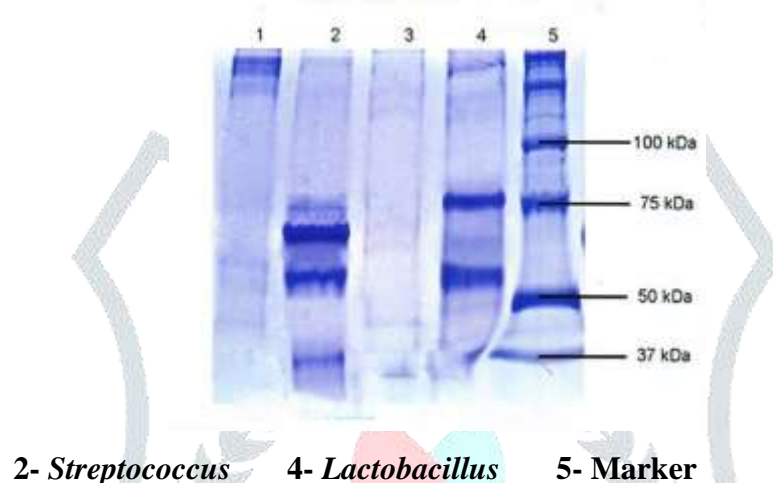 1 2 3 4 5
100 kDa
75 kDa
50 kDa
37 kDa
2- Streptococcus 4- Lactobacillus 5- Marker